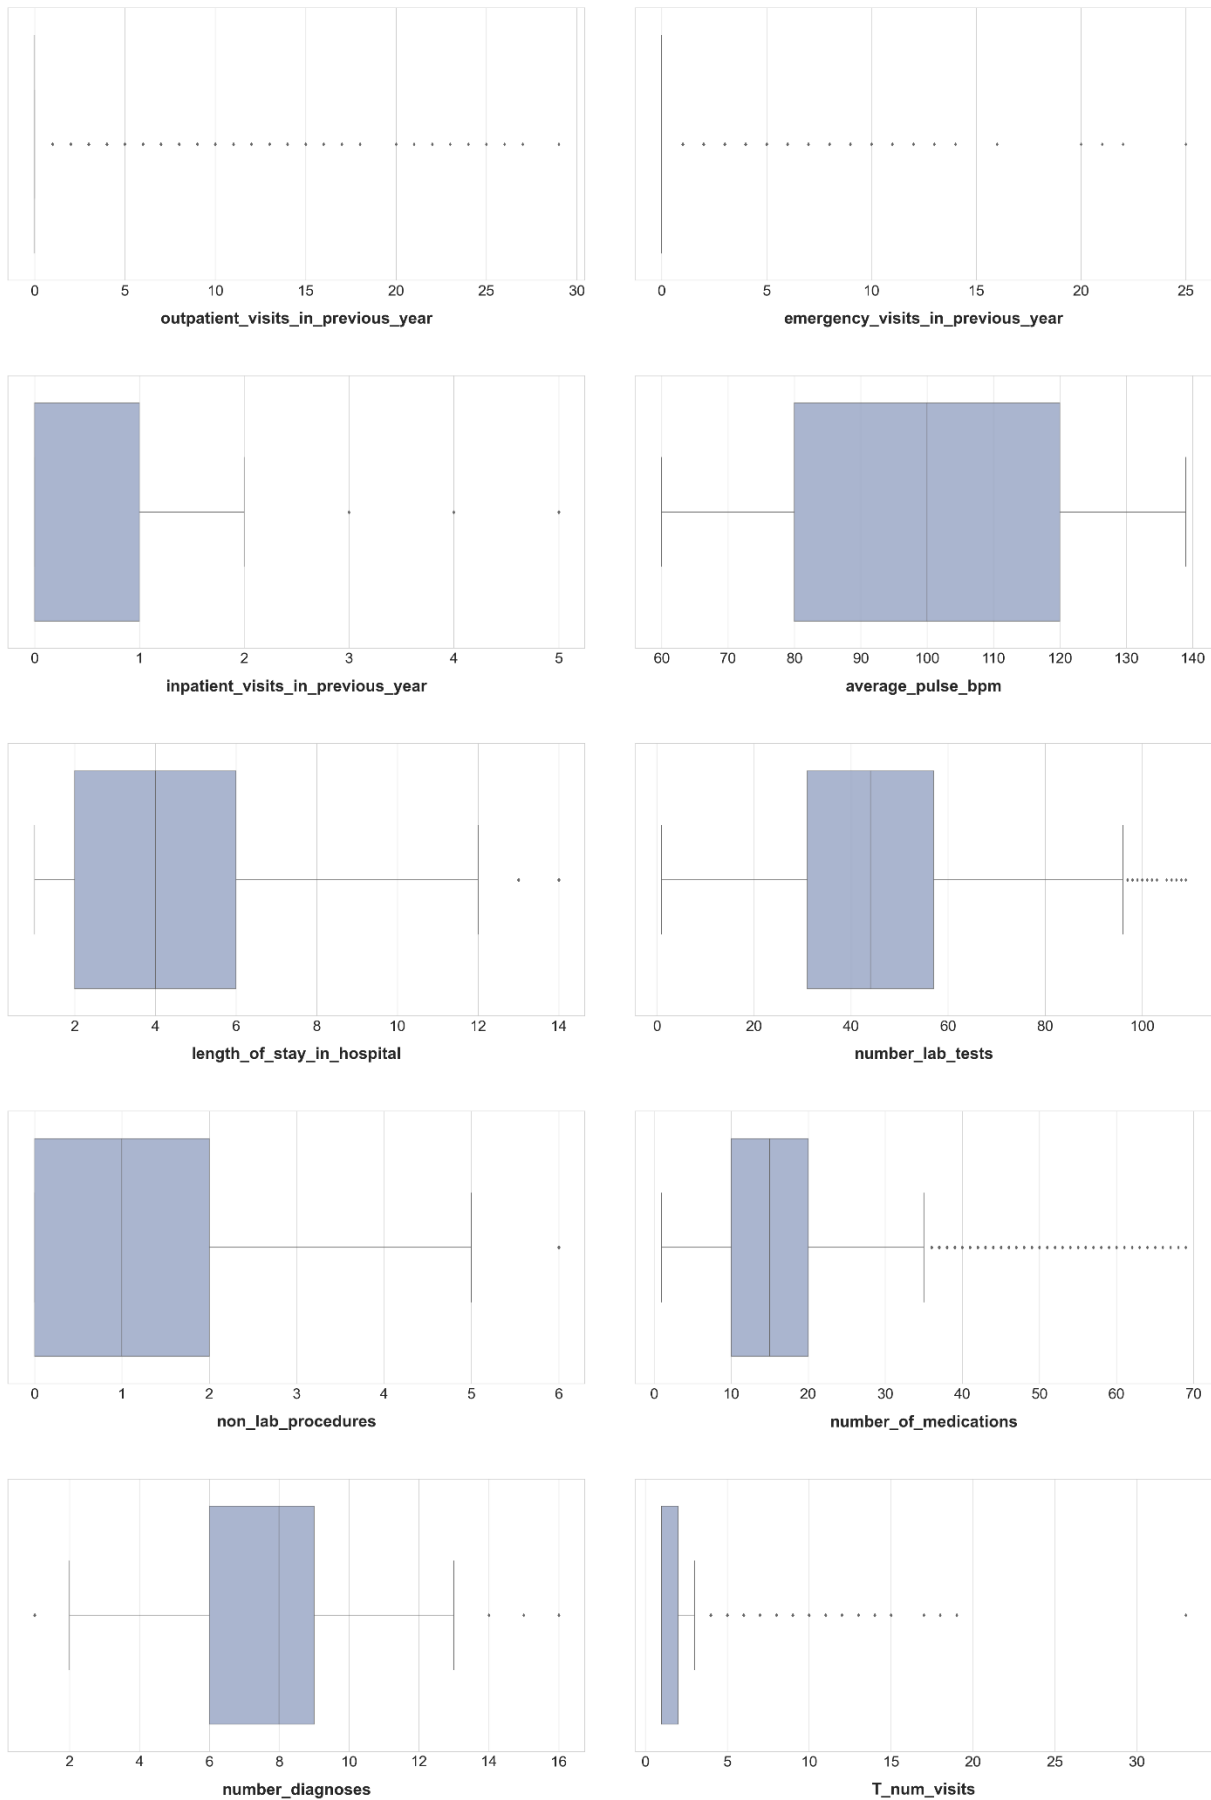 0 5 10 15 20 25 30
outpatient_visits_in_previous_year
0 5 10 15 20 25
emergency_visits_in_previous_year
0 1 2 3 4 5
inpatient_visits_in_previous_year
60 70 80 90 100 110 120 130 140
average_pulse_bpm
2 4 6 8 10 12 14
length_of_stay_in_hospital
0 20 40 60 80 100
number_lab_tests
0 1 2 3 4 5 6
non_lab_procedures
0 10 20 30 40 50 60 70
number_of_medications
2 4 6 8 10 12 14 16
number_diagnoses
0 5 10 15 20 25 30
T_num_visits